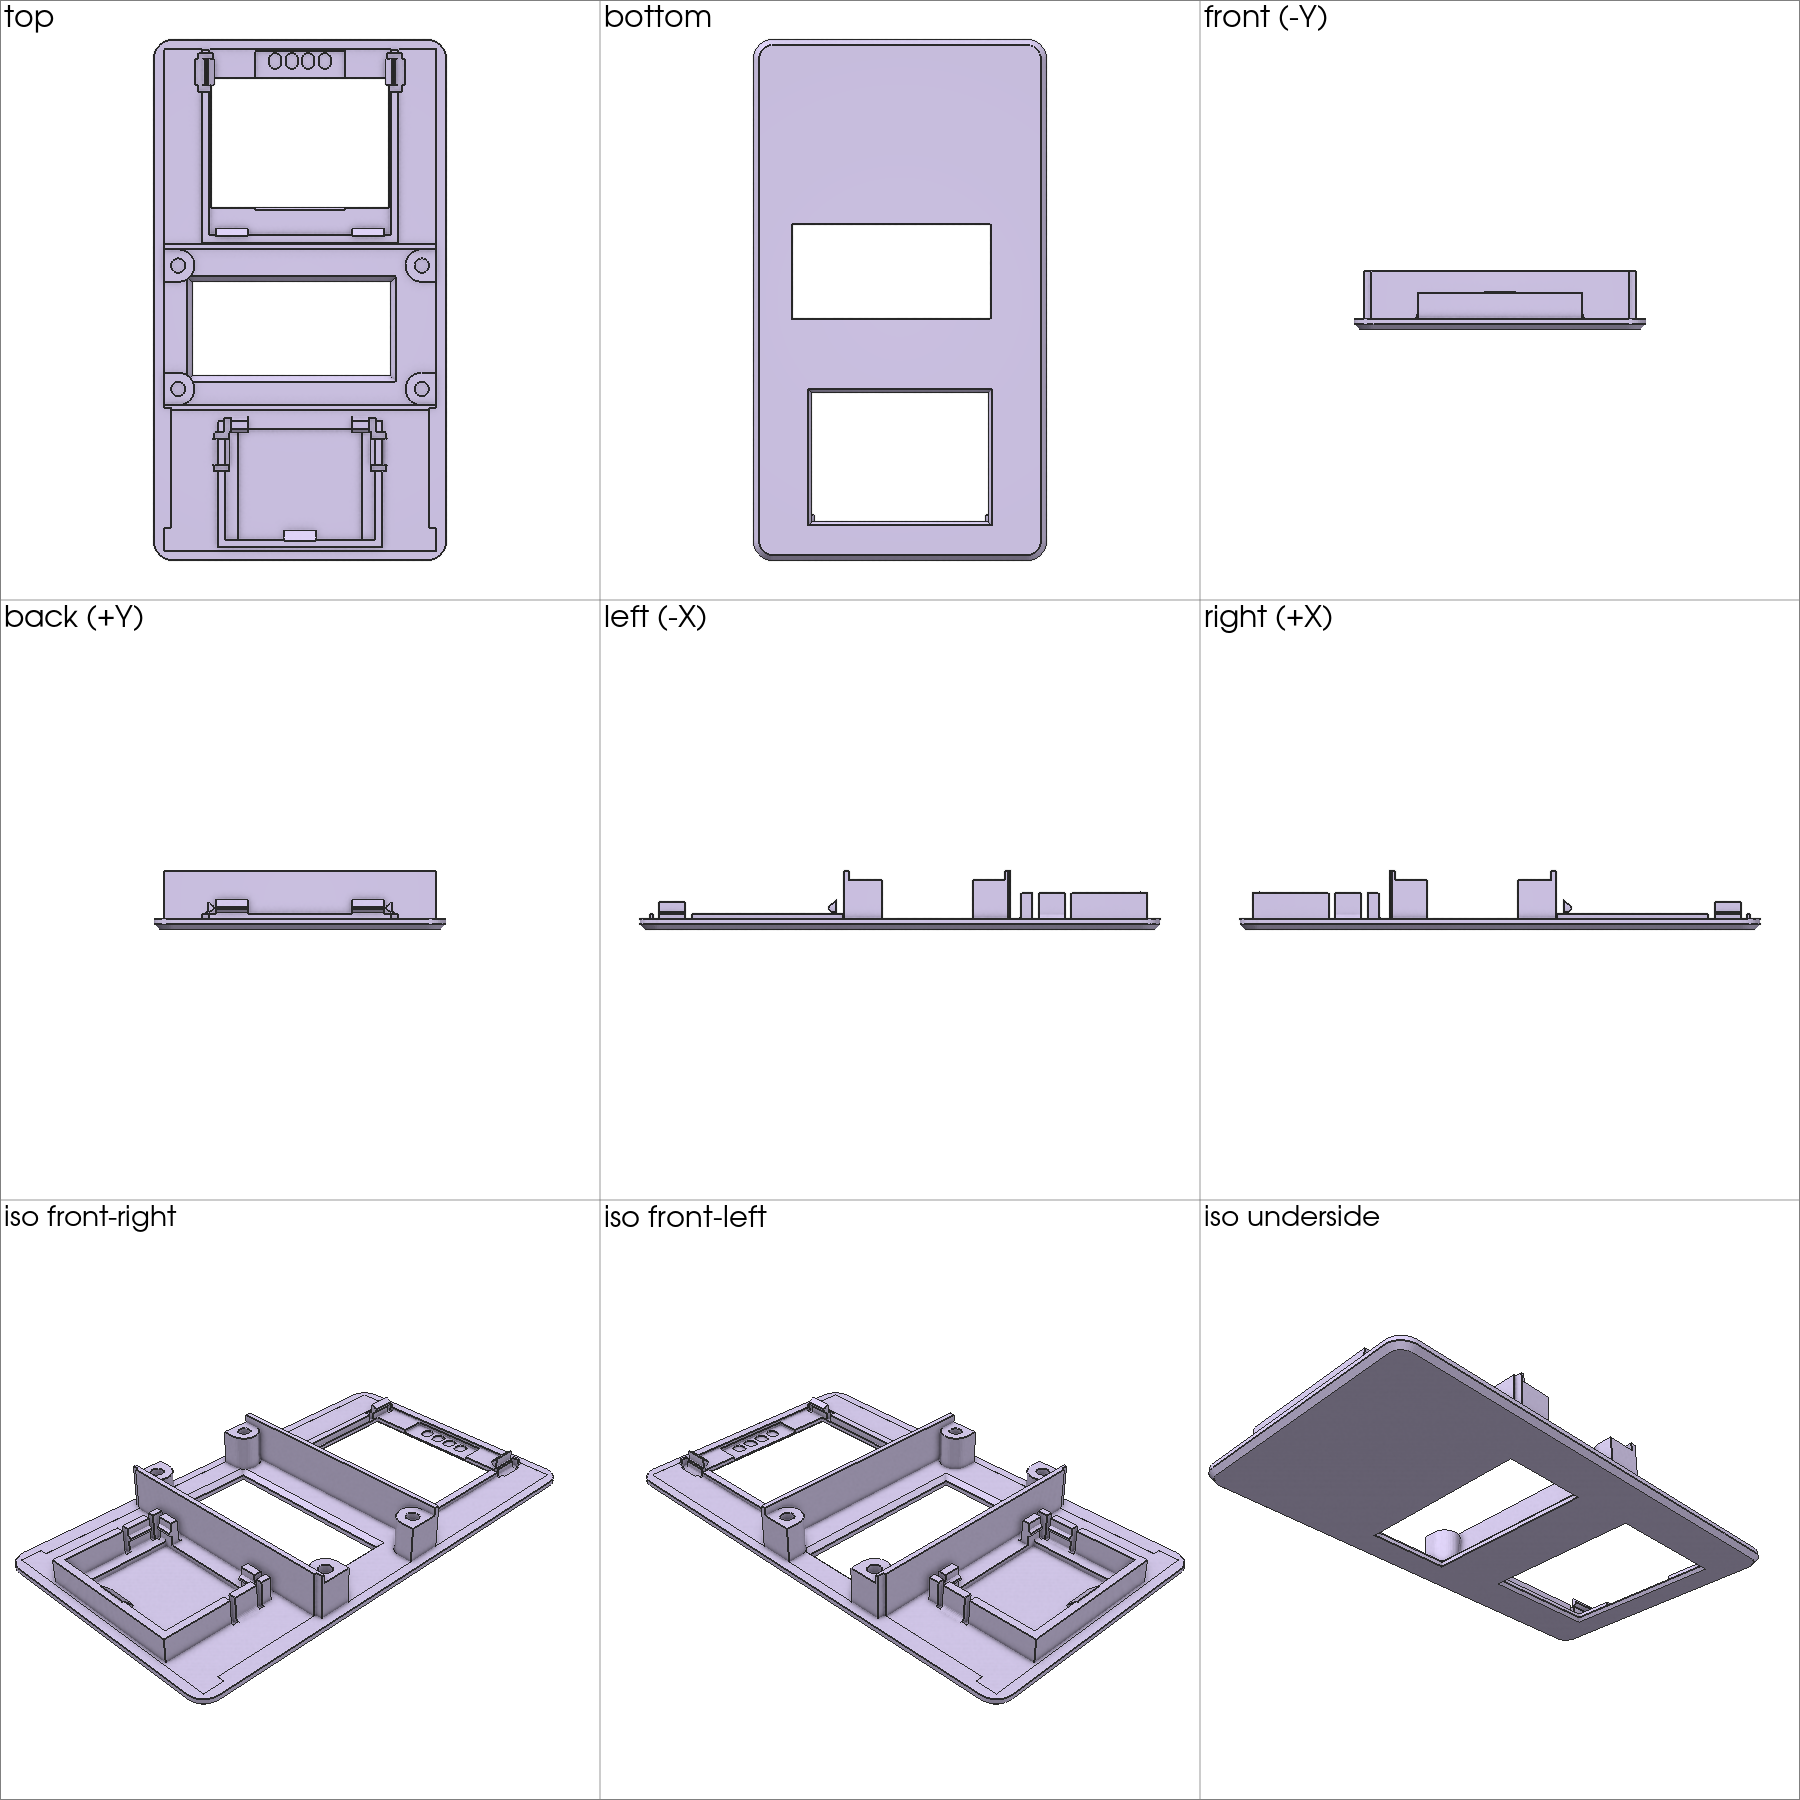 top
bottom
front (-Y)
back (+Y)
left (-X)
right (+X)
iso front-right
iso front-left
iso underside